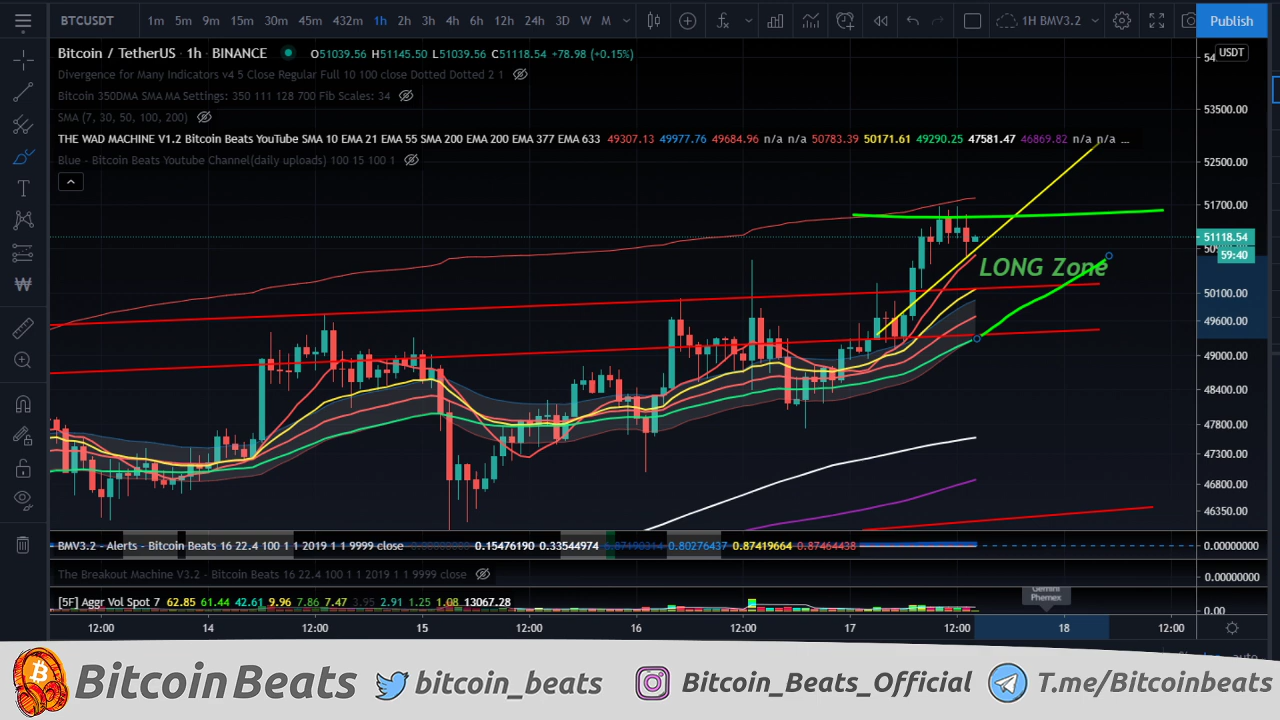 BTCUSDT 1m 5m 9m 15m 30m 45m 432m 1h 2h 3h 4h 6h 12h 24h 3D W M 1H BMV3.2 Publish
Bitcoin / TetherUS · 1h · BINANCE O51039.56 H51145.50 L51039.56 C51118.54 +78.98 (+0.15%)
USDT
Divergence for Many Indicators v4 5 Close Regular Full 10 100 close Dotted Dotted 2 1
Bitcoin 350DMA SMA MA Settings: 350 111 128 700 Fib Scales: 34
SMA (7, 30, 50, 100, 200)
THE WAD MACHINE V1.2 Bitcoin Beats YouTube SMA 10 EMA 21 EMA 55 SMA 200 EMA 200 EMA 377 EMA 633 49307.13 49977.76 49684.96 n/a n/a 50783.39 50171.61 49290.25 47581.47 46869.82 n/a n/a ...
Blue - Bitcoin Beats Youtube Channel(daily uploads) 100 15 100 1
53500.00
52500.00
51700.00
51118.54
59:40
LONG Zone
50100.00
49600.00
49000.00
48400.00
47800.00
47300.00
46800.00
46350.00
BMV3.2 - Alerts - Bitcoin Beats 16 22.4 100 1 1 2019 1 1 9999 close 0.15476190 0.33544974 0.80276437 0.87419664 0.87464438
0.00000000
The Breakout Machine V3.2 - Bitcoin Beats 16 22.4 100 1 1 2019 1 1 9999 close
0.00000000
Gemini
Phemex
[5F] Aggr Vol Spot 7 62.85 61.44 42.61 9.96 7.86 7.47 3.95 2.91 1.25 1.08 13067.28
0.00
12:00 14 12:00 15 12:00 16 12:00 17 12:00 18 12:00
auto
Bitcoin Beats bitcoin_beats Bitcoin_Beats_Official T.me/Bitcoinbeats